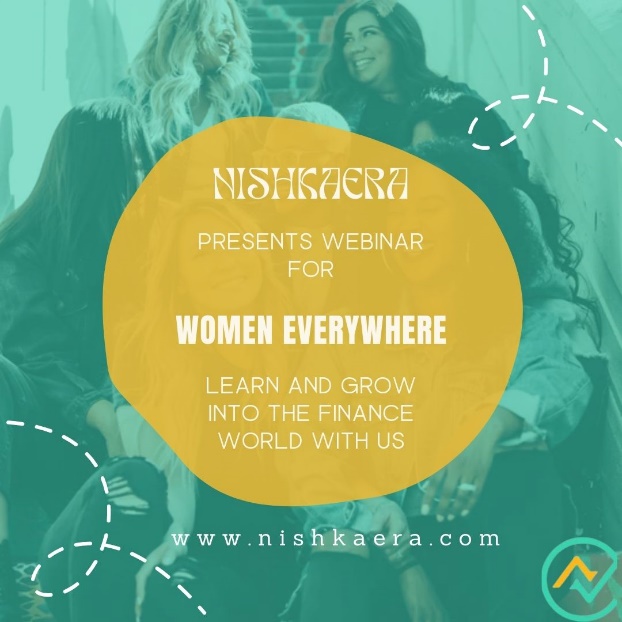 NISHKAERA
PRESENTS WEBINAR
FOR
WOMEN EVERYWHERE
LEARN AND GROW
INTO THE FINANCE
WORLD WITH US
www.nishkaera.com